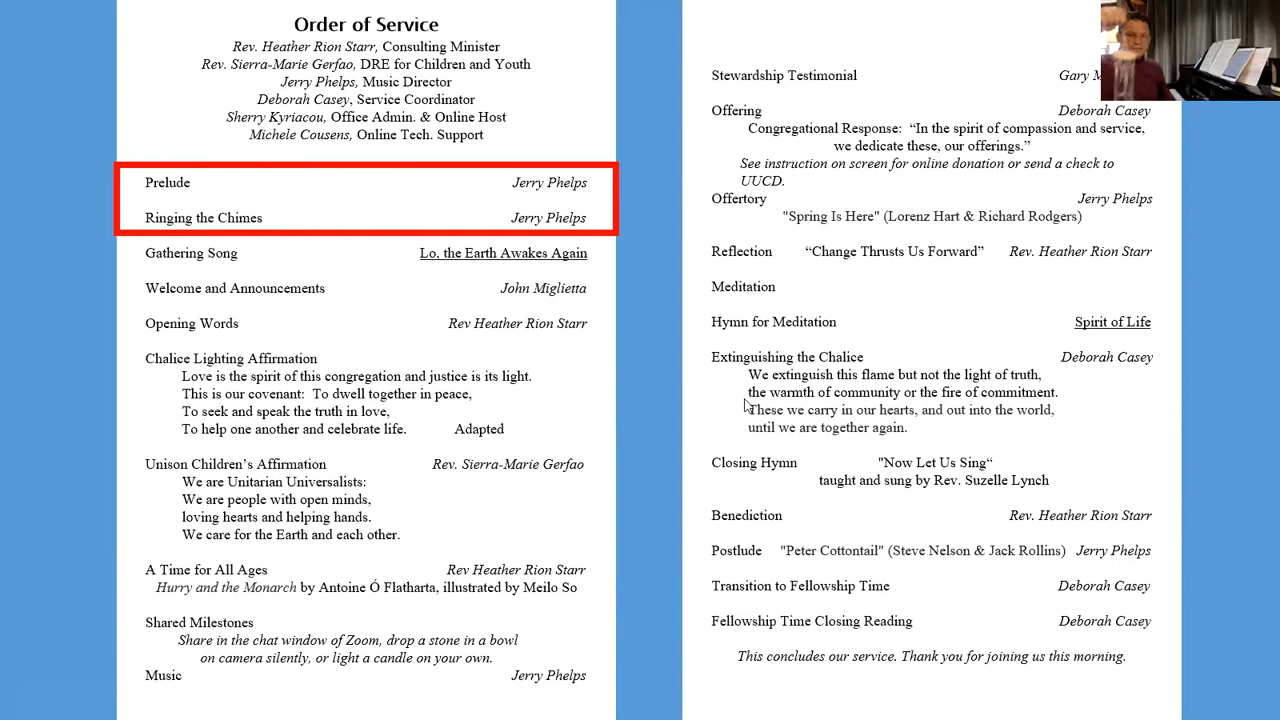 Order of Service
Rev. Heather Rion Starr, Consulting Minister
Rev. Sierra-Marie Gerfao, DRE for Children and Youth
Jerry Phelps, Music Director
Deborah Casey, Service Coordinator
Sherry Kyriacou, Office Admin. & Online Host
Michele Cousens, Online Tech. Support
Prelude Jerry Phelps
Ringing the Chimes Jerry Phelps
Gathering Song Lo, the Earth Awakes Again
Welcome and Announcements John Miglietta
Opening Words Rev Heather Rion Starr
Chalice Lighting Affirmation
Love is the spirit of this congregation and justice is its light.
This is our covenant: To dwell together in peace,
To seek and speak the truth in love,
To help one another and celebrate life. Adapted
Unison Children’s Affirmation Rev. Sierra-Marie Gerfao
We are Unitarian Universalists:
We are people with open minds,
loving hearts and helping hands.
We care for the Earth and each other.
A Time for All Ages Rev Heather Rion Starr
Hurry and the Monarch by Antoine Ó Flatharta, illustrated by Meilo So
Shared Milestones
Share in the chat window of Zoom, drop a stone in a bowl
on camera silently, or light a candle on your own.
Music Jerry Phelps
Stewardship Testimonial Gary
Offering Deborah Casey
Congregational Response: “In the spirit of compassion and service,
we dedicate these, our offerings.”
See instruction on screen for online donation or send a check to
UUCD.
Offertory Jerry Phelps
"Spring Is Here" (Lorenz Hart & Richard Rodgers)
Reflection “Change Thrusts Us Forward” Rev. Heather Rion Starr
Meditation
Hymn for Meditation Spirit of Life
Extinguishing the Chalice Deborah Casey
We extinguish this flame but not the light of truth,
the warmth of community or the fire of commitment.
These we carry in our hearts, and out into the world,
until we are together again.
Closing Hymn "Now Let Us Sing“
taught and sung by Rev. Suzelle Lynch
Benediction Rev. Heather Rion Starr
Postlude "Peter Cottontail" (Steve Nelson & Jack Rollins) Jerry Phelps
Transition to Fellowship Time Deborah Casey
Fellowship Time Closing Reading Deborah Casey
This concludes our service. Thank you for joining us this morning.